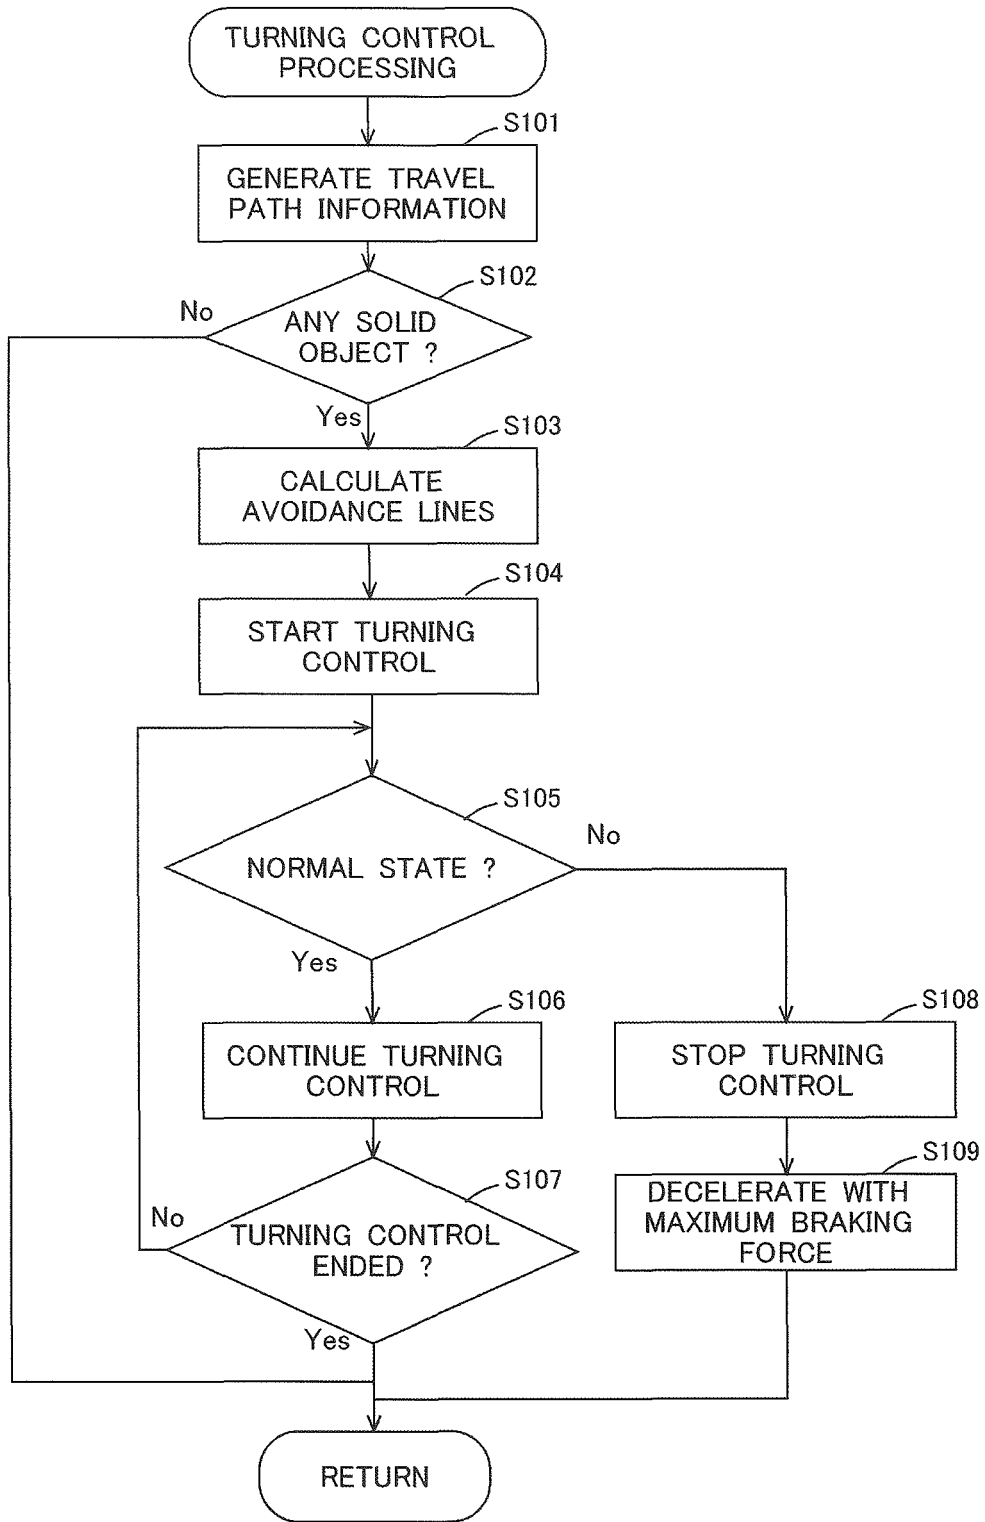 TURNING CONTROL
PROCESSING
S101
GENERATE TRAVEL
PATH INFORMATION
S102
No
ANY SOLID
OBJECT ?
Yes
S103
CALCULATE
AVOIDANCE LINES
S104
START TURNING
CONTROL
S105
No
NORMAL STATE ?
Yes
S106
CONTINUE TURNING
CONTROL
S108
STOP TURNING
CONTROL
S107
No
TURNING CONTROL
ENDED ?
Yes
S109
DECELERATE WITH
MAXIMUM BRAKING
FORCE
RETURN